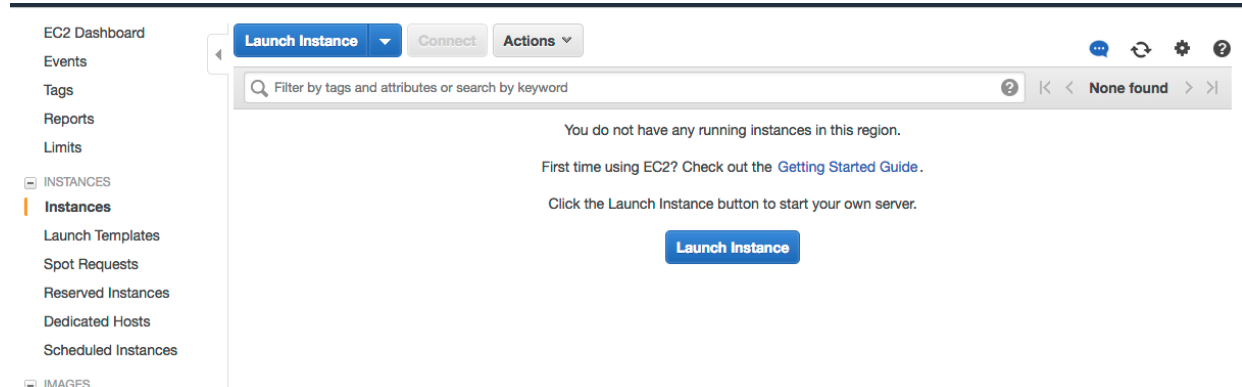 EC2 Dashboard
Events
Tags
Reports
Limits
INSTANCES
Instances
Launch Templates
Spot Requests
Reserved Instances
Dedicated Hosts
Scheduled Instances
IMAGES
Launch Instance Connect Actions
Filter by tags and attributes or search by keyword None found
You do not have any running instances in this region.
First time using EC2? Check out the Getting Started Guide.
Click the Launch Instance button to start your own server.
Launch Instance